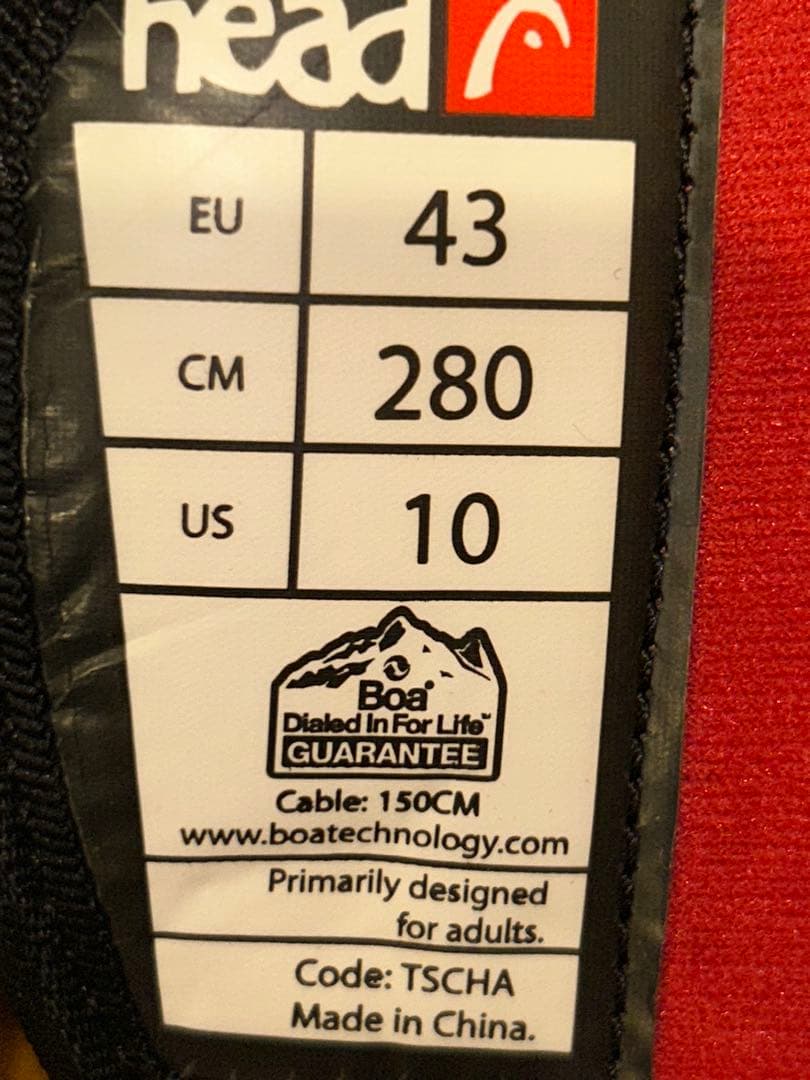 head
EU 43
CM 280
US 10
Boa®
Dialed In For Life™
GUARANTEE
Cable: 150CM
www.boatechnology.com
Primarily designed
for adults.
Code: TSCHA
Made in China.